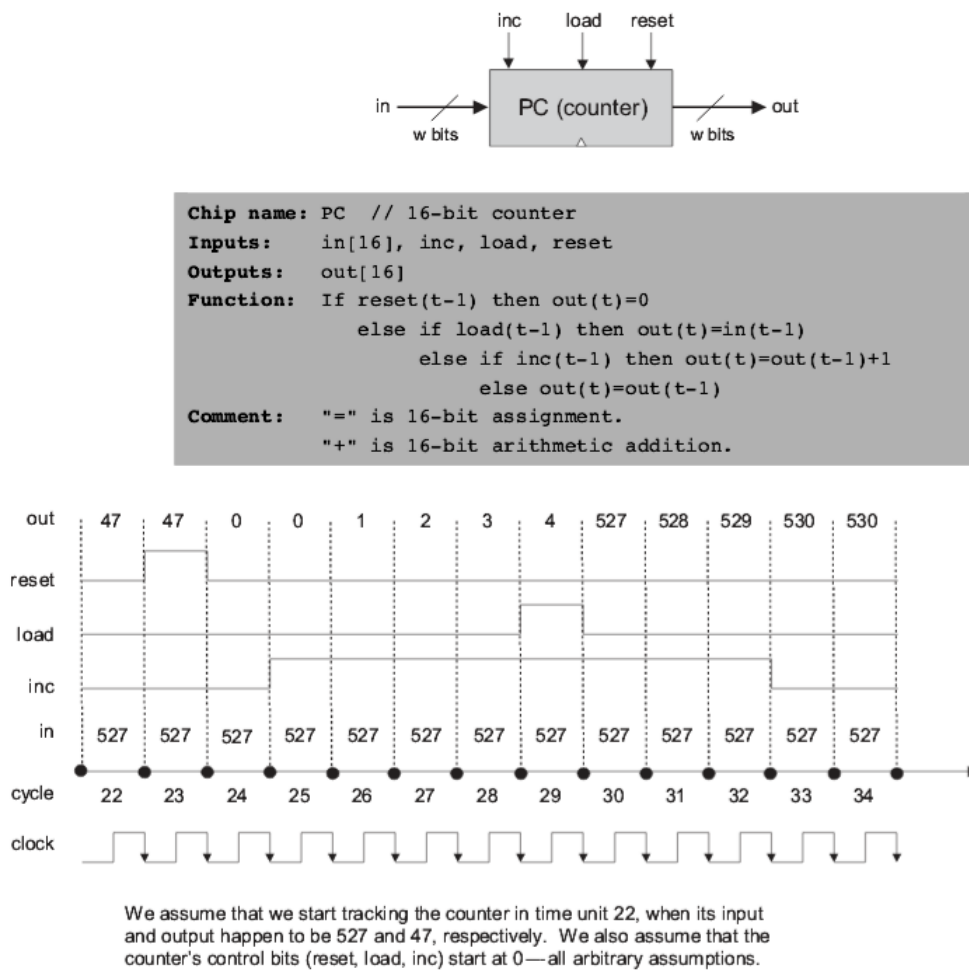 inc load reset
in PC (counter) out
w bits w bits
Chip name: PC // 16-bit counter
Inputs: in[16], inc, load, reset
Outputs: out[16]
Function: If reset(t-1) then out(t)=0
else if load(t-1) then out(t)=in(t-1)
else if inc(t-1) then out(t)=out(t-1)+1
else out(t)=out(t-1)
Comment: "=" is 16-bit assignment.
"+" is 16-bit arithmetic addition.
out 47 47 0 0 1 2 3 4 527 528 529 530 530
reset
load
inc
in 527 527 527 527 527 527 527 527 527 527 527 527 527
cycle 22 23 24 25 26 27 28 29 30 31 32 33 34
clock
We assume that we start tracking the counter in time unit 22, when its input
and output happen to be 527 and 47, respectively. We also assume that the
counter's control bits (reset, load, inc) start at 0—all arbitrary assumptions.